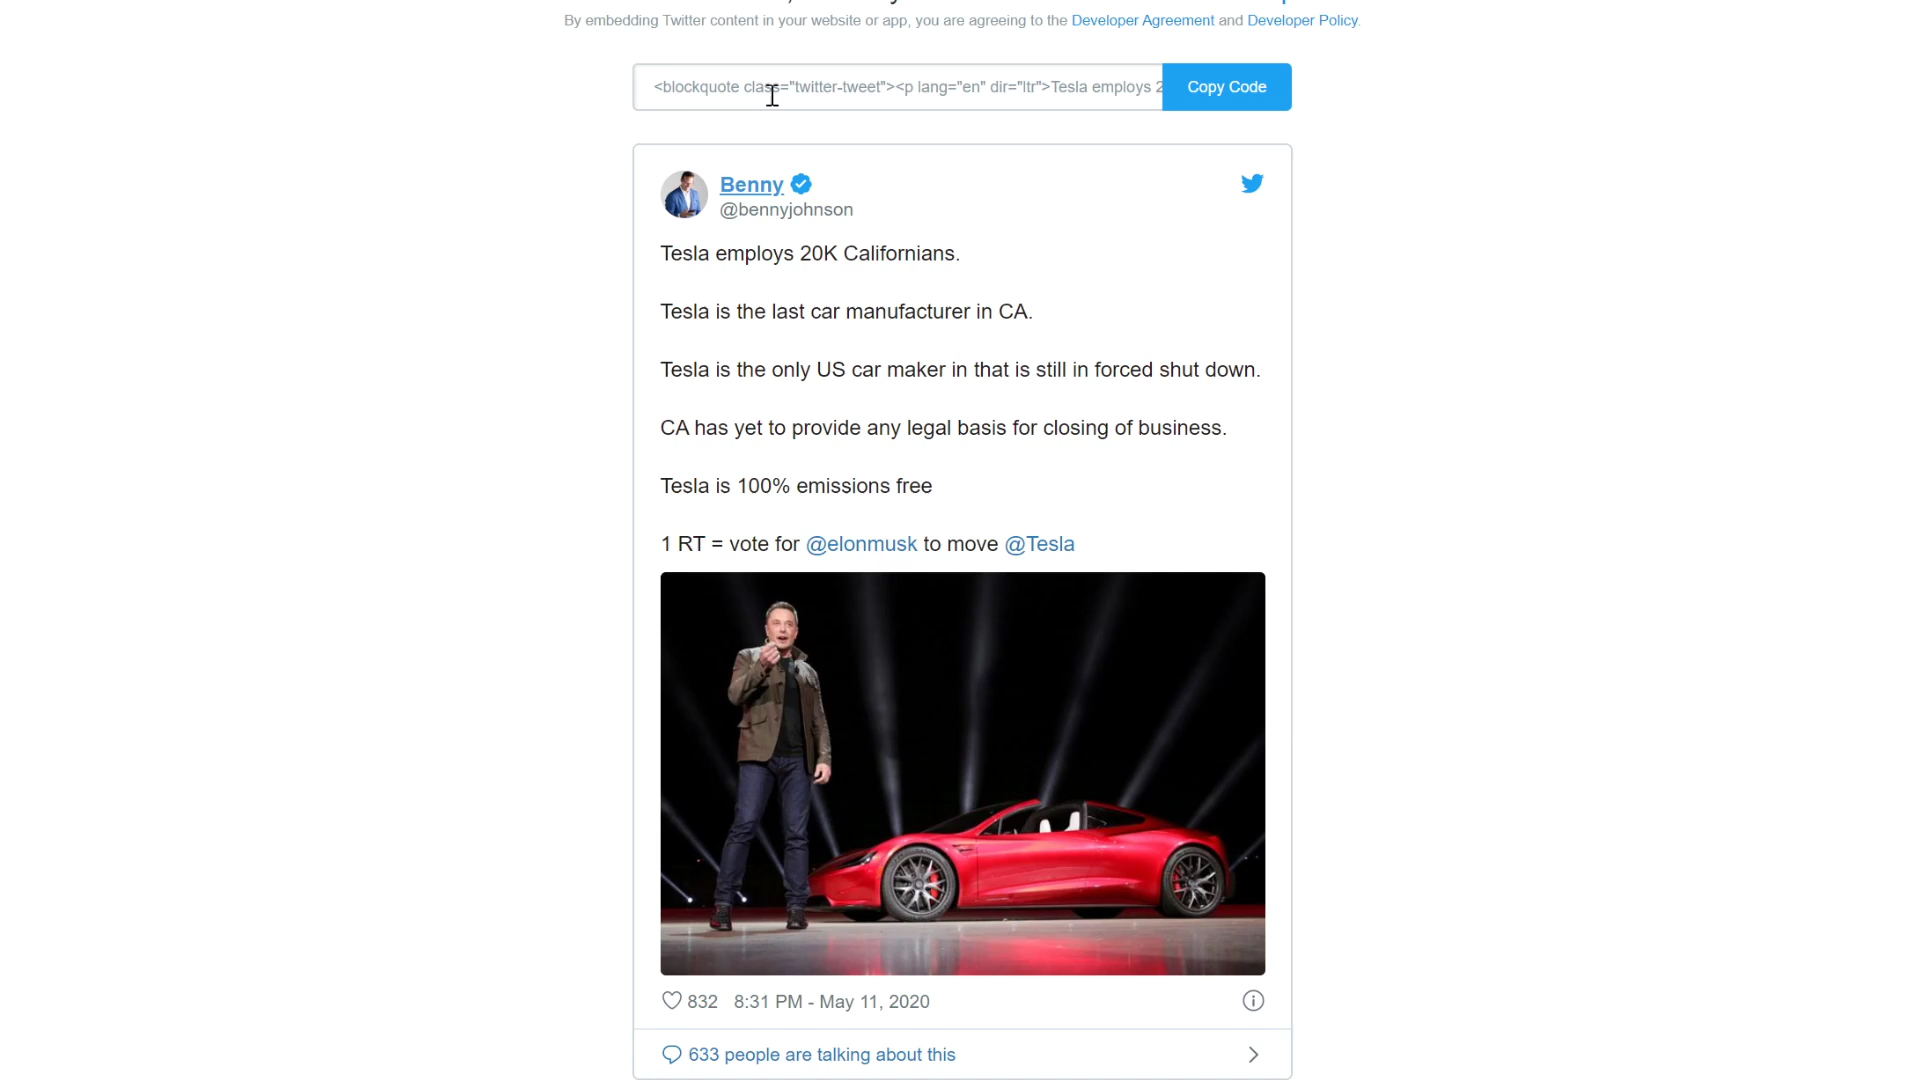 By embedding Twitter content in your website or app, you are agreeing to the Developer Agreement and Developer Policy.
<blockquote class="twitter-tweet"><p lang="en" dir="ltr">Tesla employs 2
Copy Code
Benny
@bennyjohnson
Tesla employs 20K Californians.
Tesla is the last car manufacturer in CA.
Tesla is the only US car maker in that is still in forced shut down.
CA has yet to provide any legal basis for closing of business.
Tesla is 100% emissions free
1 RT = vote for @elonmusk to move @Tesla
832 8:31 PM - May 11, 2020
633 people are talking about this